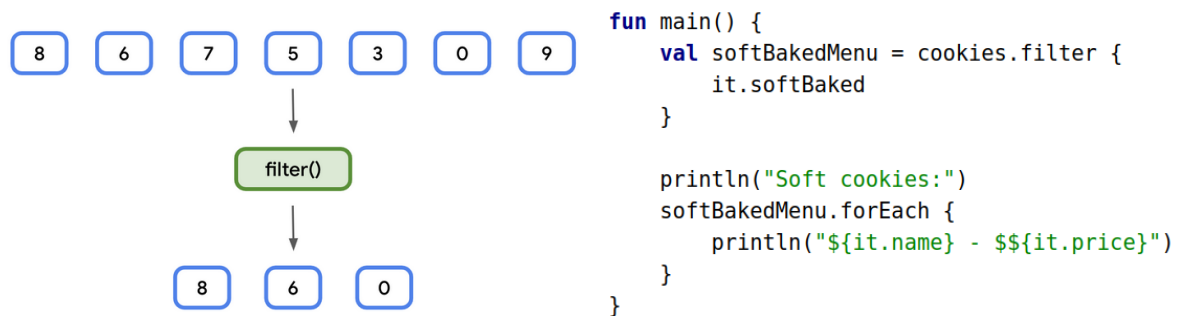 8 6 7 5 3 0 9
filter()
8 6 0
fun main() {
    val softBakedMenu = cookies.filter {
        it.softBaked
    }
    println("Soft cookies:")
    softBakedMenu.forEach {
        println("${it.name} - $${it.price}")
    }
}